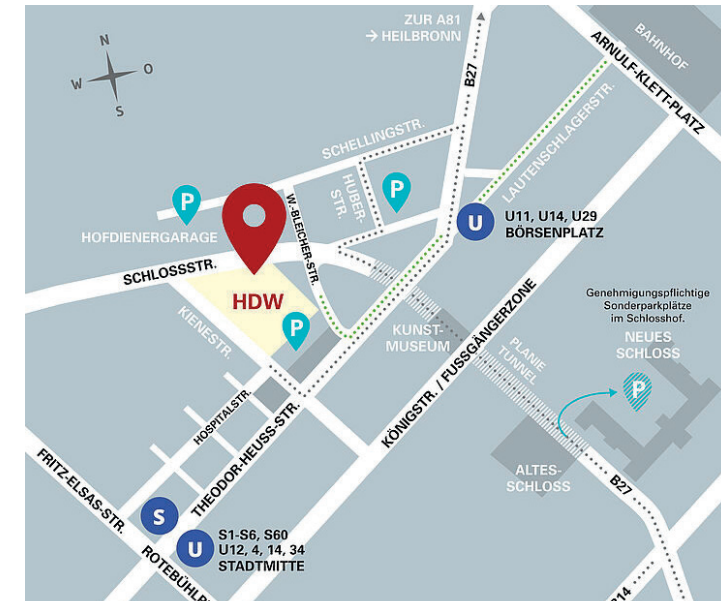 ZUR A81
→ HEILBRONN
BAHNHOF
ARNULF-KLETT-PLATZ
N
W
O
S
B27
LAUTENSCHLAGERSTR.
SCHELLINGSTR.
HUBER-
STR.
P
P
W.-BLEICHER-STR.
HOFDIENERGARAGE
U
U11, U14, U29
BÖRSENPLATZ
SCHLOSSSTR.
HDW
P
KIENESTR.
KUNST-
MUSEUM
KÖNIGSTR. / FUSSGÄNGERZONE
PLANIE
TUNNEL
Genehmigungspflichtige
Sonderparkplätze
im Schlosshof.
NEUES
SCHLOSS
P
HOSPITALSTR.
THEODOR-HEUSS-STR.
ALTES-
SCHLOSS
B27
FRITZ-ELSAS-STR.
S
U
S1-S6, S60
U12, 4, 14, 34
STADTMITTE